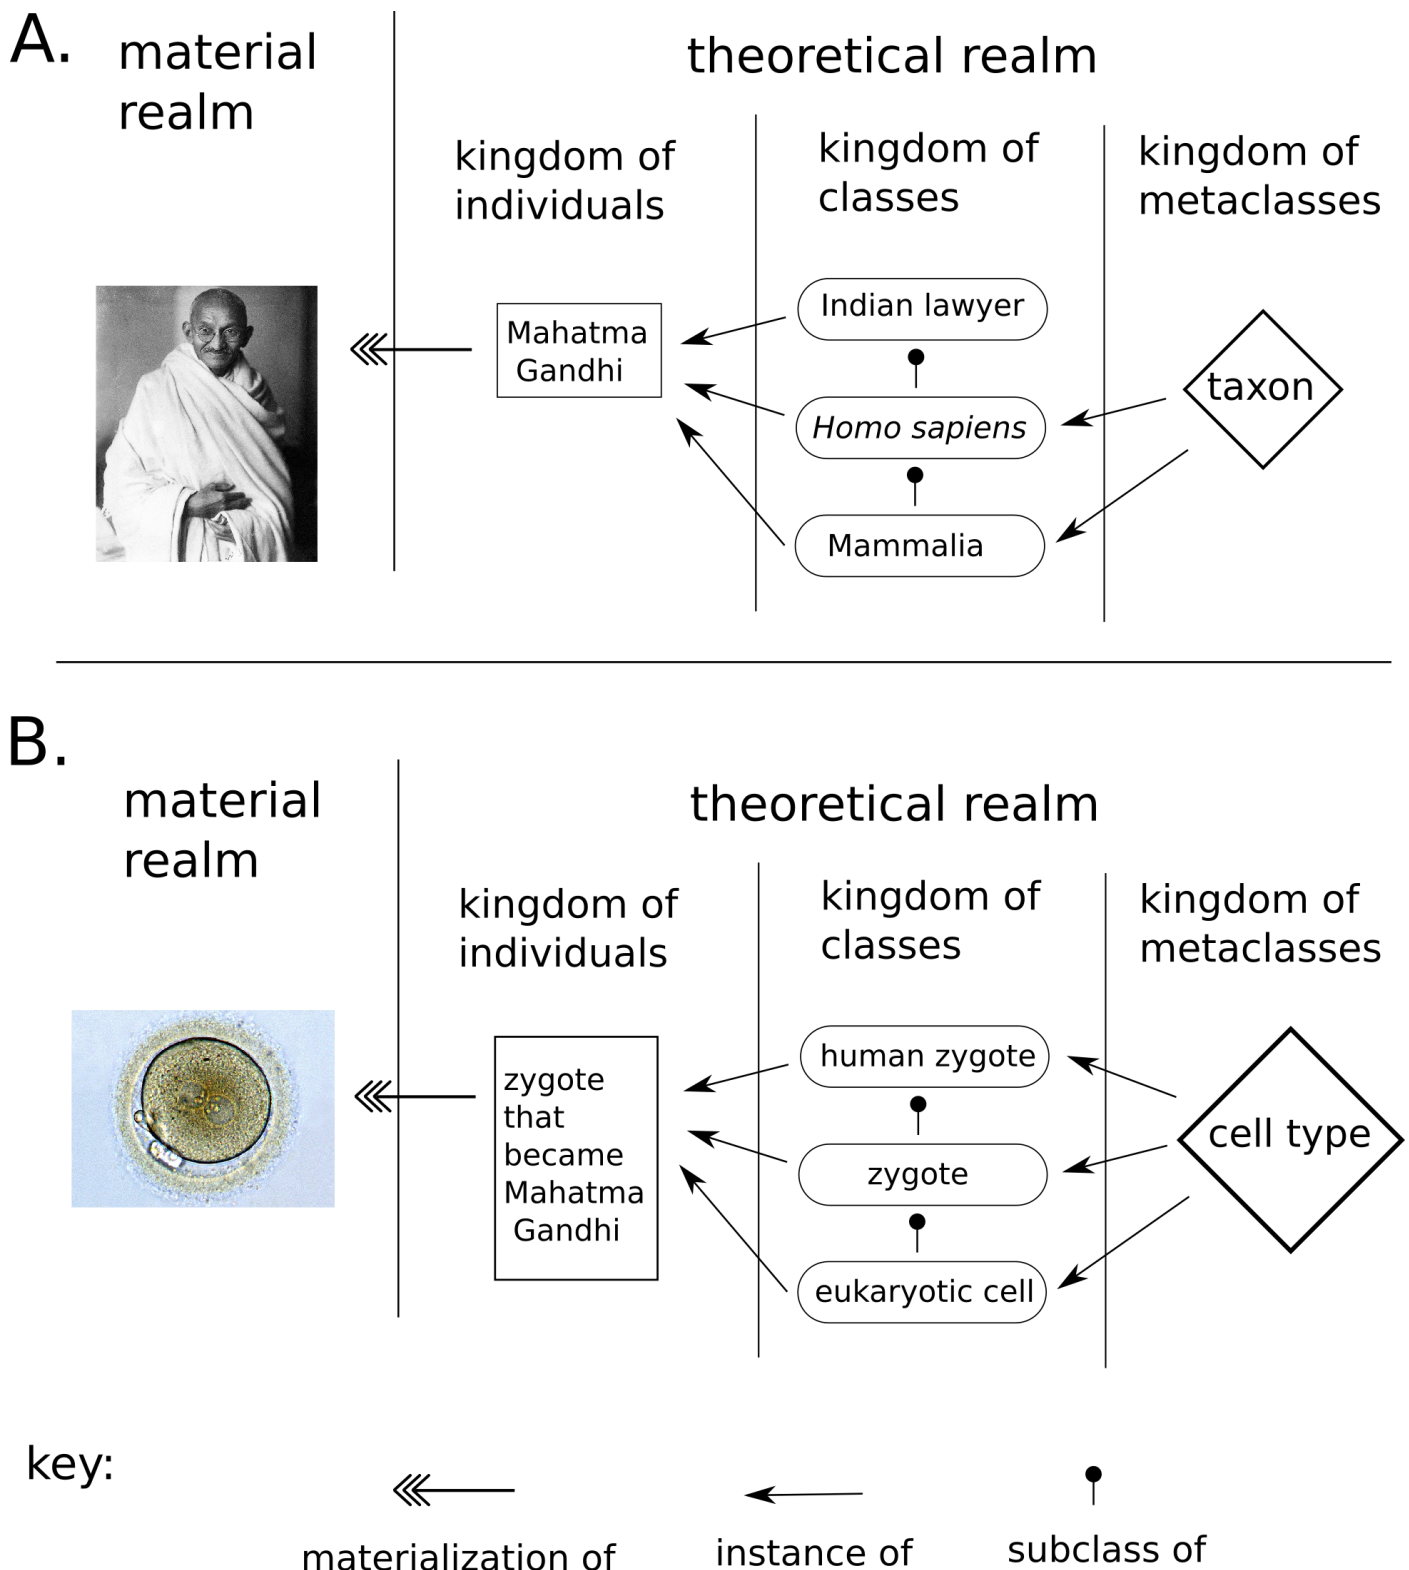 A.
material
realm
theoretical realm
kingdom of
individuals
kingdom of
classes
kingdom of
metaclasses
Mahatma
Gandhi
Indian lawyer
Homo sapiens
Mammalia
taxon
B.
material
realm
theoretical realm
kingdom of
individuals
kingdom of
classes
kingdom of
metaclasses
zygote
that
became
Mahatma
Gandhi
human zygote
zygote
eukaryotic cell
cell type
key:
materialization of
instance of
subclass of